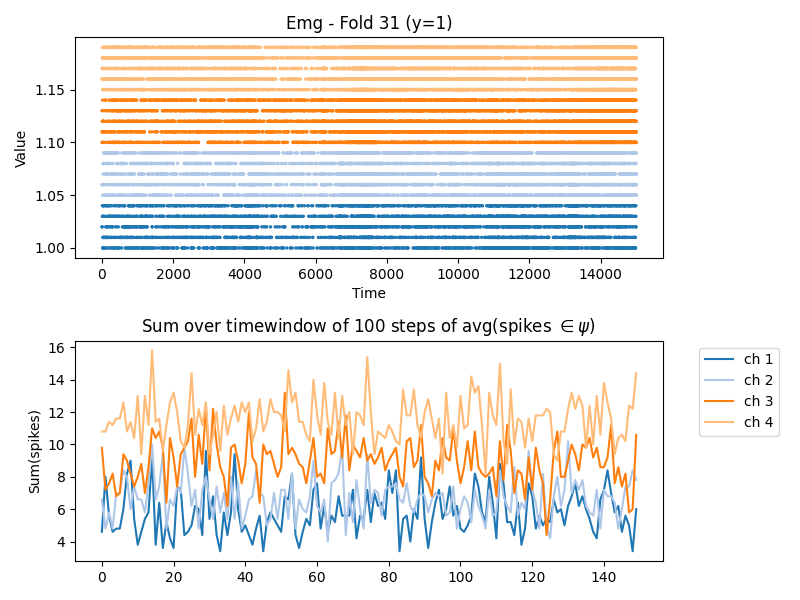 Emg - Fold 31 (y=1)
Value
1.15
1.10
1.05
1.00
0 2000 4000 6000 8000 10000 12000 14000
Time
Sum over timewindow of 100 steps of avg(spikes ∈ψ)
Sum(spikes)
16
14
12
10
8
6
4
0 20 40 60 80 100 120 140
ch 1
ch 2
ch 3
ch 4